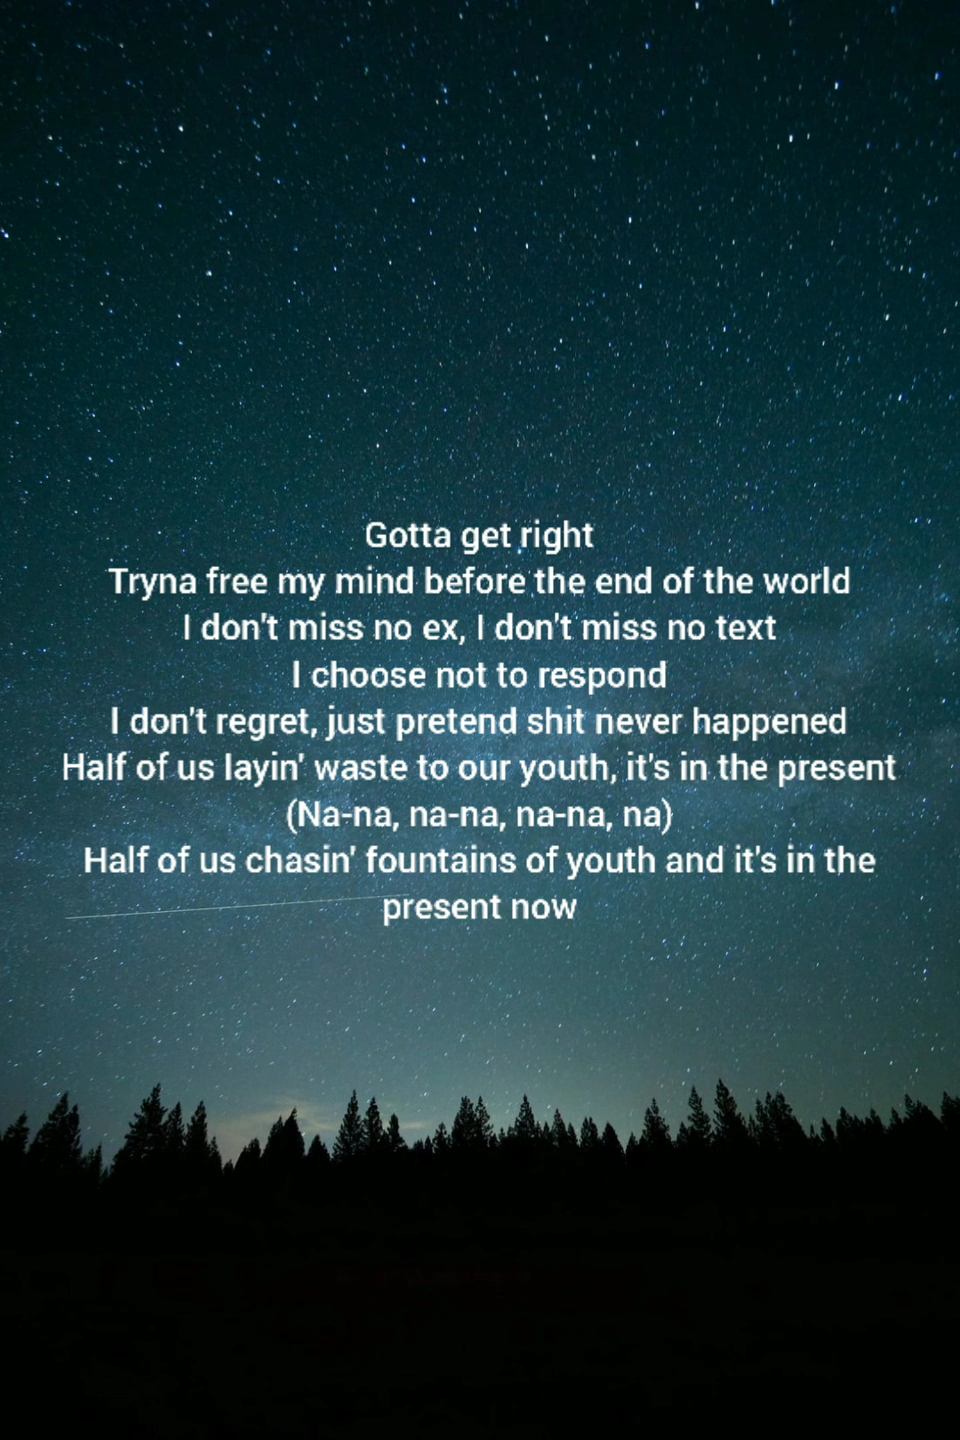 Gotta get right
Tryna free my mind before the end of the world
I don't miss no ex, I don't miss no text
I choose not to respond
I don't regret, just pretend shit never happened
Half of us layin' waste to our youth, it's in the present
(Na-na, na-na, na-na, na)
Half of us chasin' fountains of youth and it's in the
present now